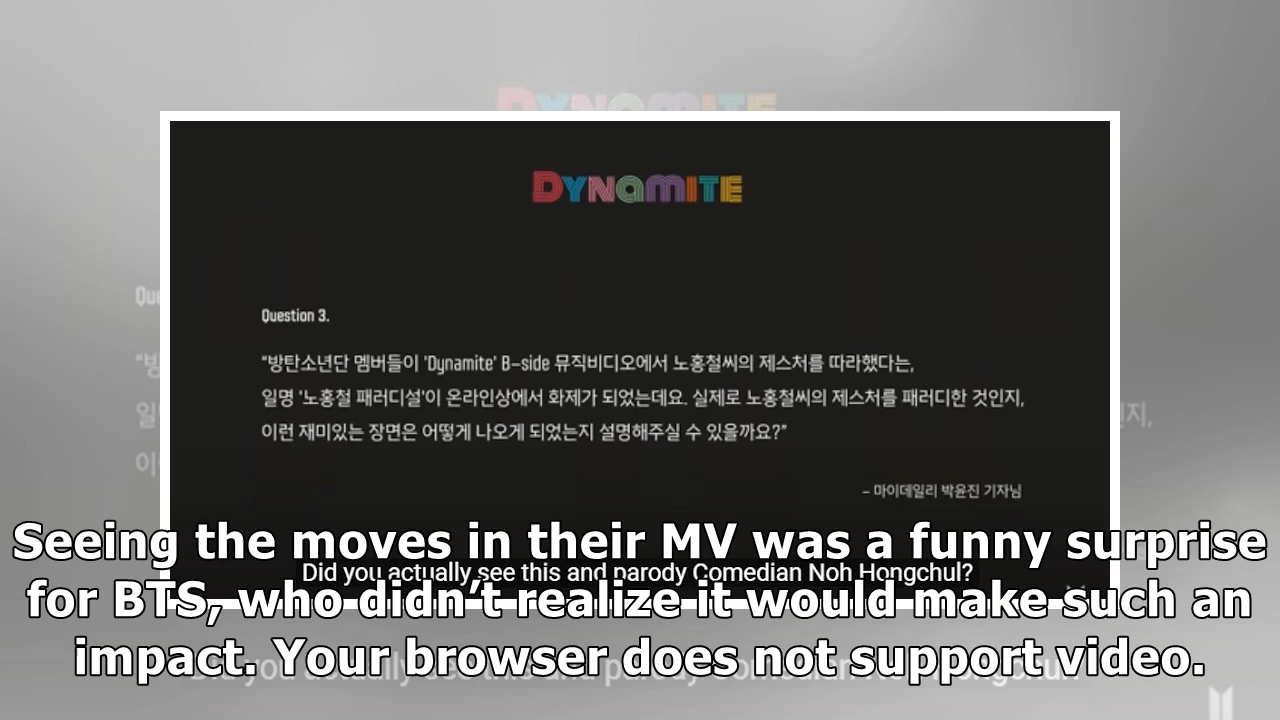 DYNAMITE
DYNAMITE
Question 3.
“방탄소년단 멤버들이 'Dynamite' B-side 뮤직비디오에서 노홍철씨의 제스처를 따라했다는,
일명 '노홍철 패러디설'이 온라인상에서 화제가 되었는데요. 실제로 노홍철씨의 제스처를 패러디한 것인지,
이런 재미있는 장면은 어떻게 나오게 되었는지 설명해주실 수 있을까요?”
– 마이데일리 박윤진 기자님
Did you actually see this and parody Comedian Noh Hongchul?
Seeing the moves in their MV was a funny surprise
for BTS, who didn’t realize it would make such an
impact. Your browser does not support video.